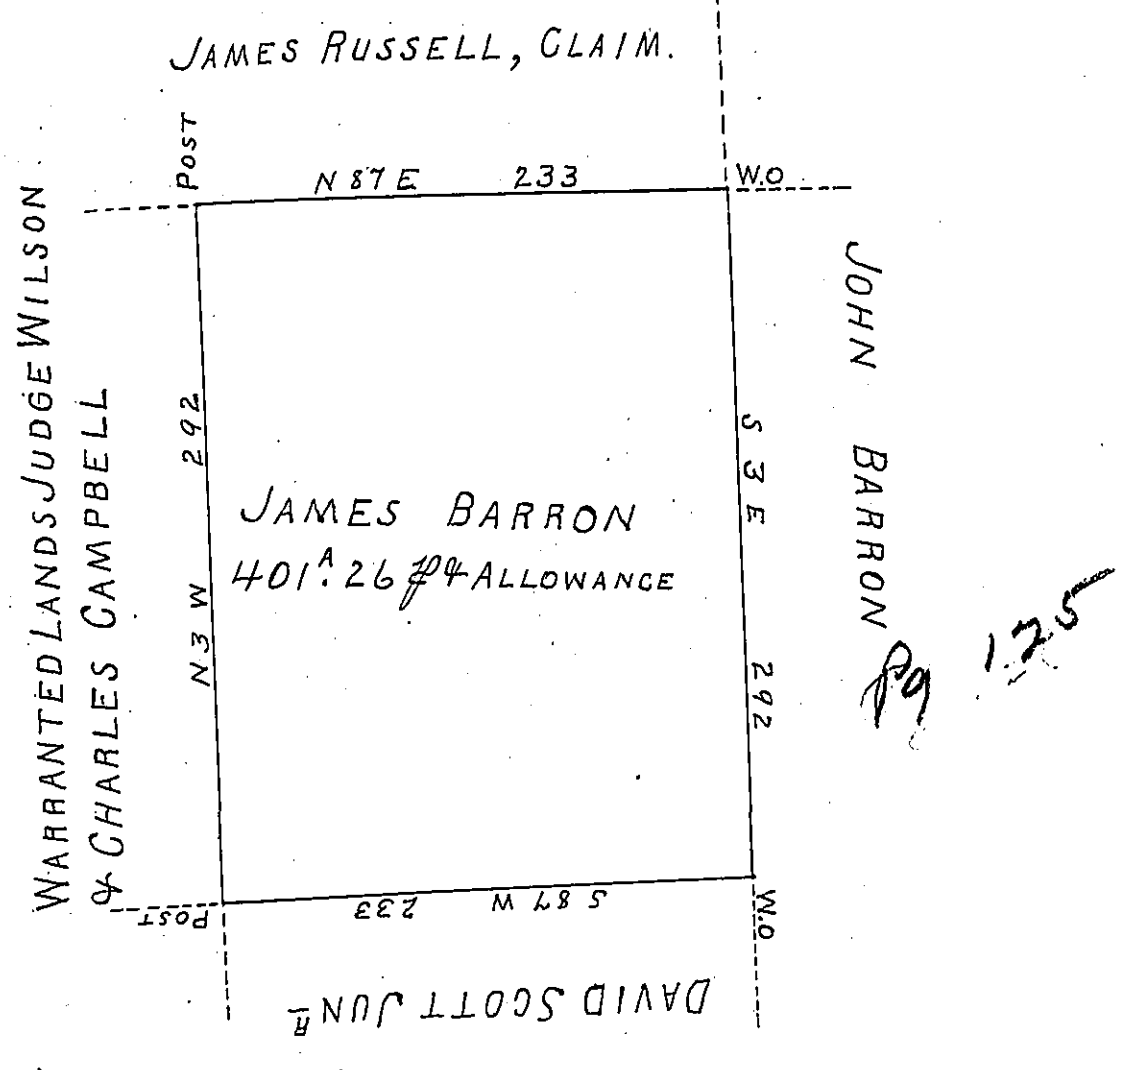 JAMES RUSSELL, CLAIM.
POST
N 87 E 233
W.O
WARRANTED LANDS JUDGE WILSON
& CHARLES CAMPBELL
N 3 W 292
JAMES BARRON
401A. 26 p & ALLOWANCE
S 3 E 292
JOHN BARRON
pg 125
POST
S 87 W 233
W.O
DAVID SCOTT JUNR